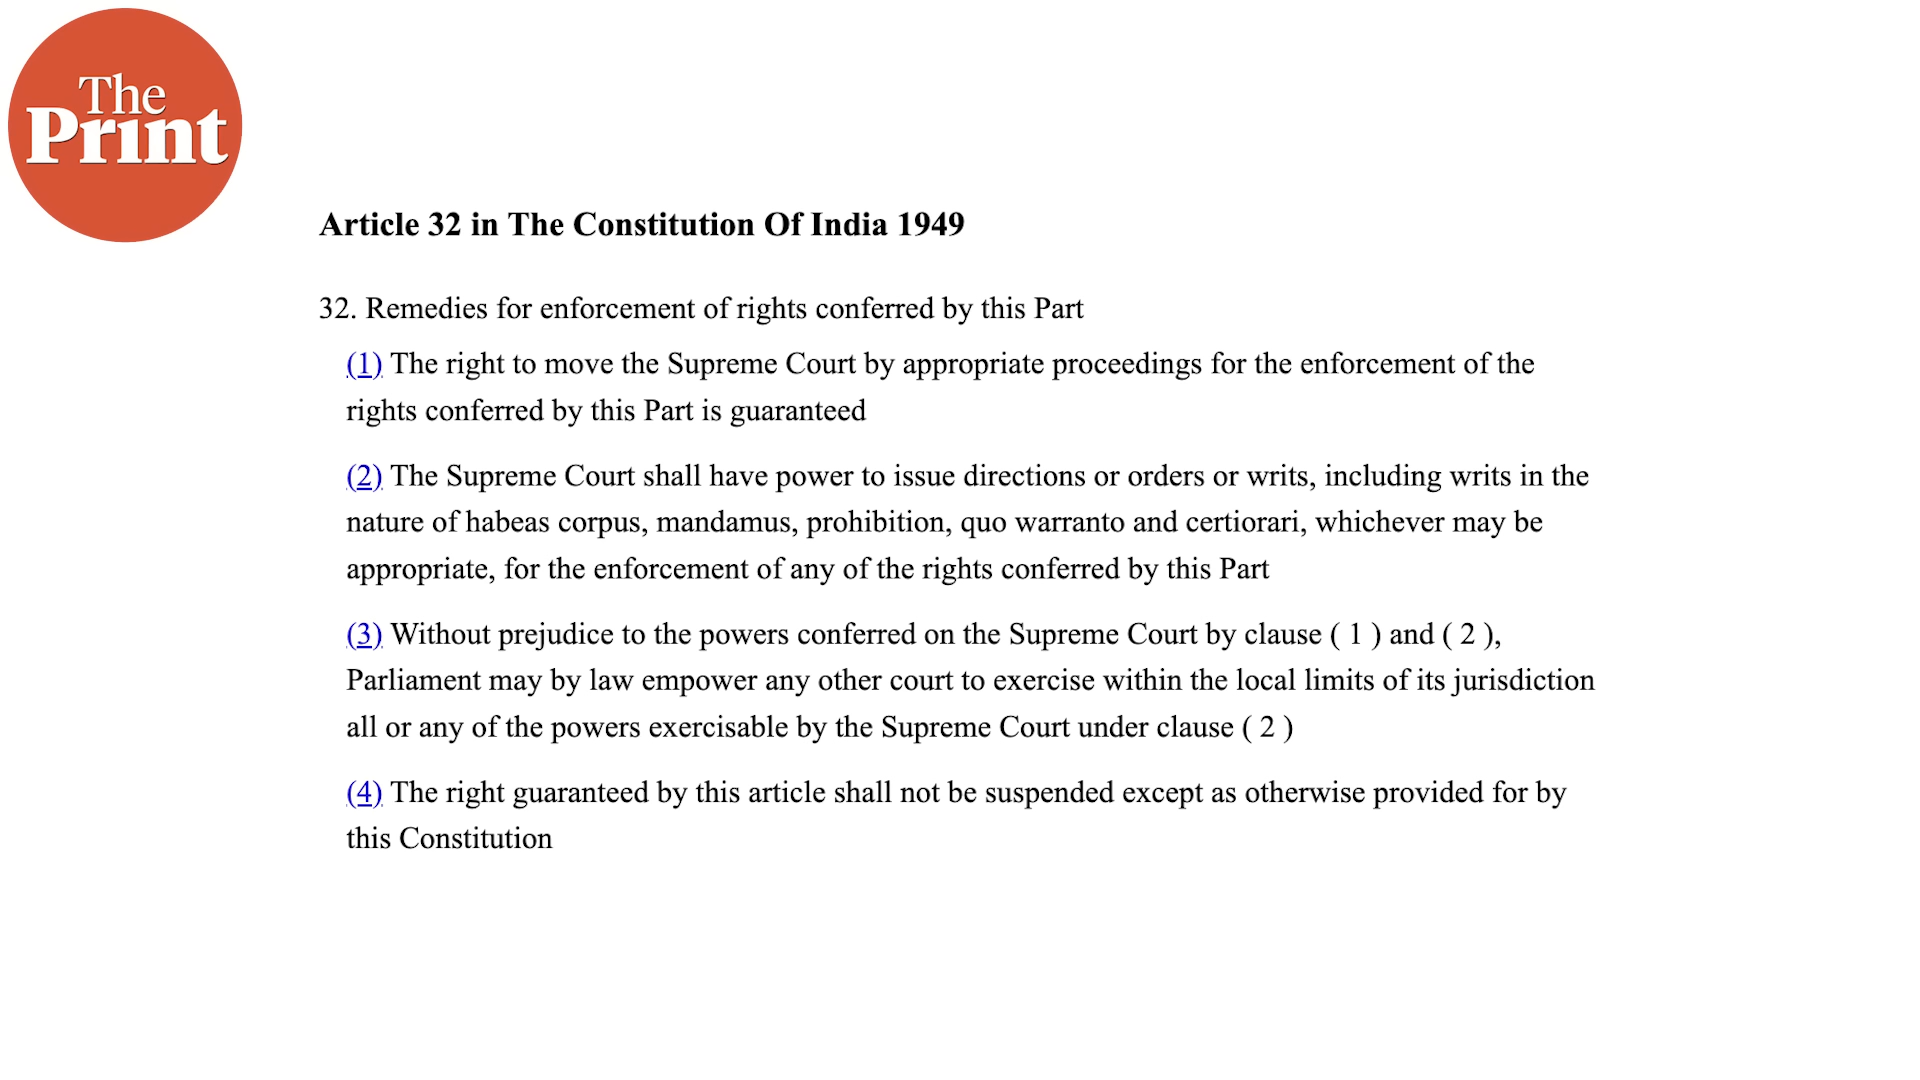 The
Print
Article 32 in The Constitution Of India 1949
32. Remedies for enforcement of rights conferred by this Part
(1) The right to move the Supreme Court by appropriate proceedings for the enforcement of the
rights conferred by this Part is guaranteed
(2) The Supreme Court shall have power to issue directions or orders or writs, including writs in the
nature of habeas corpus, mandamus, prohibition, quo warranto and certiorari, whichever may be
appropriate, for the enforcement of any of the rights conferred by this Part
(3) Without prejudice to the powers conferred on the Supreme Court by clause ( 1 ) and ( 2 ),
Parliament may by law empower any other court to exercise within the local limits of its jurisdiction
all or any of the powers exercisable by the Supreme Court under clause ( 2 )
(4) The right guaranteed by this article shall not be suspended except as otherwise provided for by
this Constitution